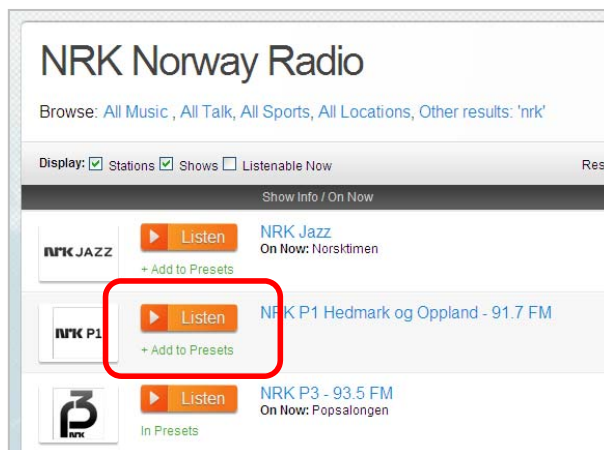 NRK Norway Radio
Browse: All Music , All Talk, All Sports, All Locations, Other results: 'nrk'
Display: Stations Shows Listenable Now Res
Show Info / On Now
NRK JAZZ Listen NRK Jazz
On Now: Norsktimen
+ Add to Presets
NRK P1 Listen NRK P1 Hedmark og Oppland - 91.7 FM
+ Add to Presets
P3 NRK Listen NRK P3 - 93.5 FM
On Now: Popsalongen
In Presets